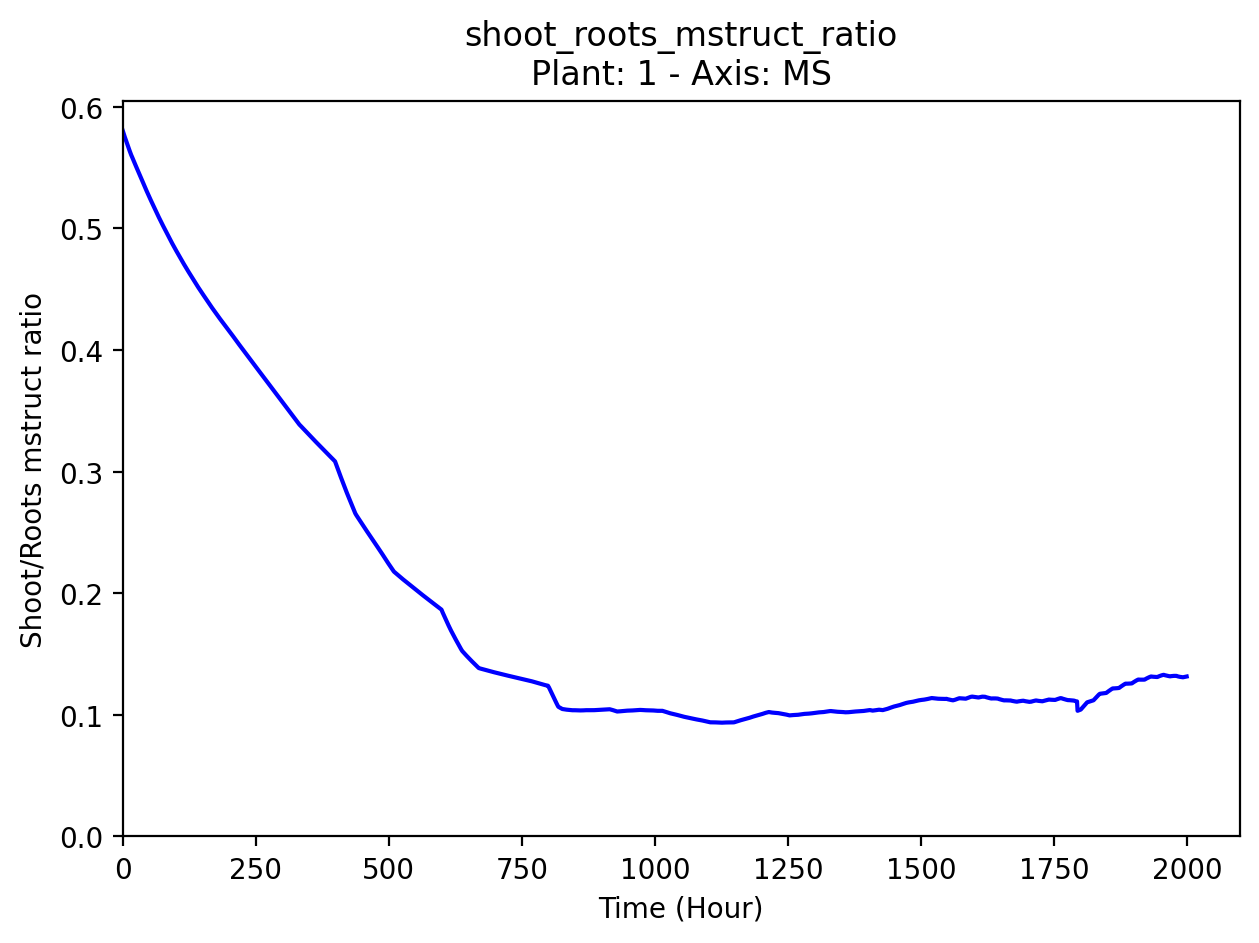 shoot_roots_mstruct_ratio
Plant: 1 - Axis: MS
0.6
0.5
0.4
0.3
0.2
0.1
0.0
Shoot/Roots mstruct ratio
0 250 500 750 1000 1250 1500 1750 2000
Time (Hour)